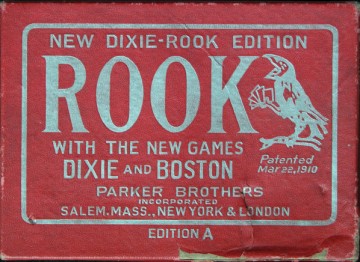 NEW DIXIE-ROOK EDITION
ROOK
WITH THE NEW GAMES
DIXIE AND BOSTON
Patented
Mar 22, 1910
PARKER BROTHERS
INCORPORATED
SALEM, MASS., NEW YORK & LONDON
EDITION A